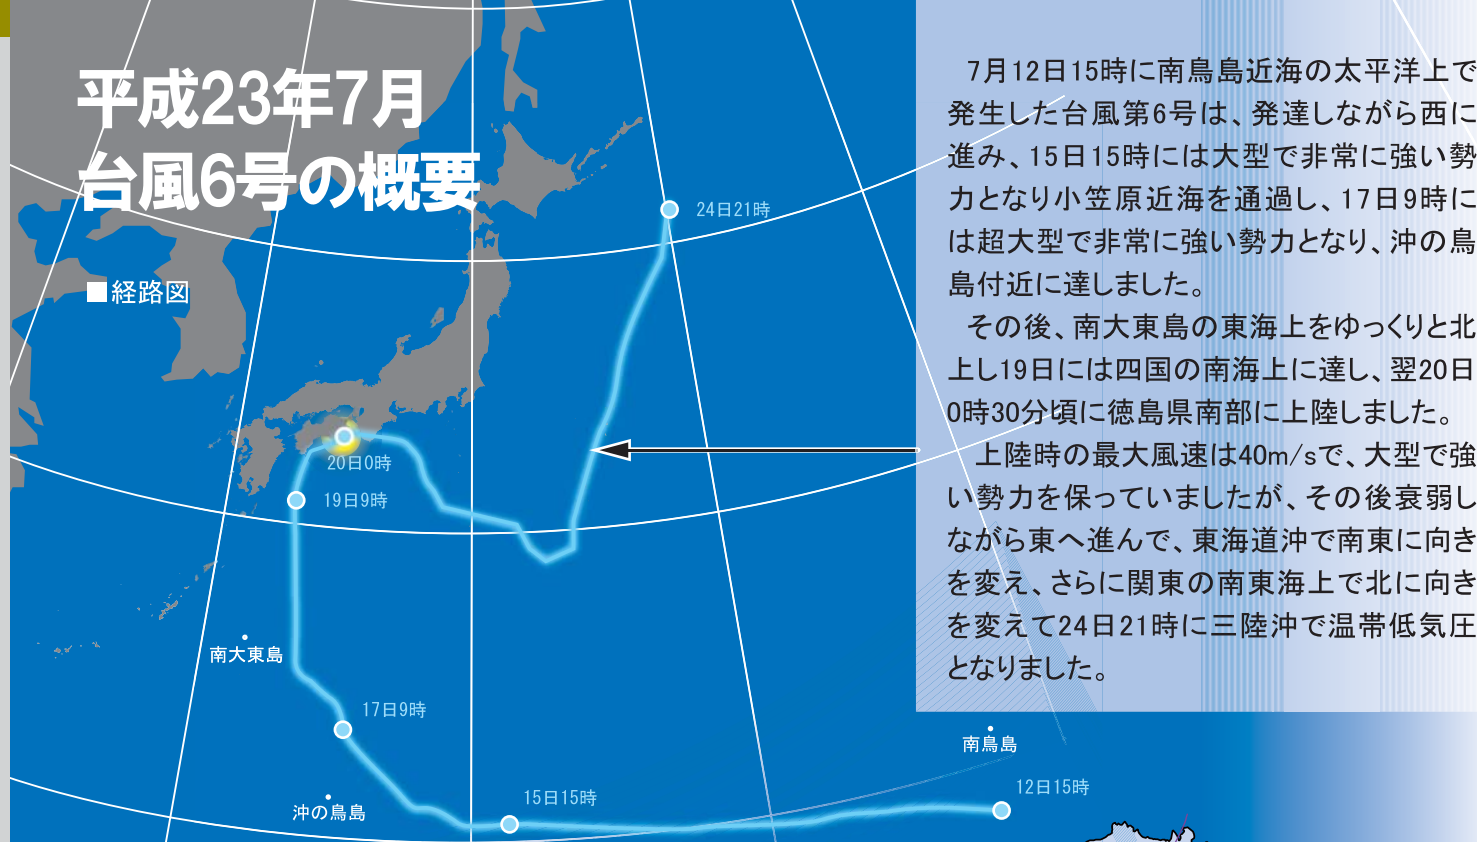 平成23年7月
台風6号の概要
■経路図
7月12日15時に南鳥島近海の太平洋上で
発生した台風第6号は、発達しながら西に
進み、15日15時には大型で非常に強い勢
力となり小笠原近海を通過し、17日9時に
は超大型で非常に強い勢力となり、沖の鳥
島付近に達しました。
その後、南大東島の東海上をゆっくりと北
上し19日には四国の南海上に達し、翌20日
0時30分頃に徳島県南部に上陸しました。
上陸時の最大風速は40m/sで、大型で強
い勢力を保っていましたが、その後衰弱し
ながら東へ進んで、東海道沖で南東に向き
を変え、さらに関東の南東海上で北に向き
を変えて24日21時に三陸沖で温帯低気圧
となりました。
24日21時
20日0時
19日9時
南大東島
17日9時
南鳥島
12日15時
15日15時
沖の鳥島